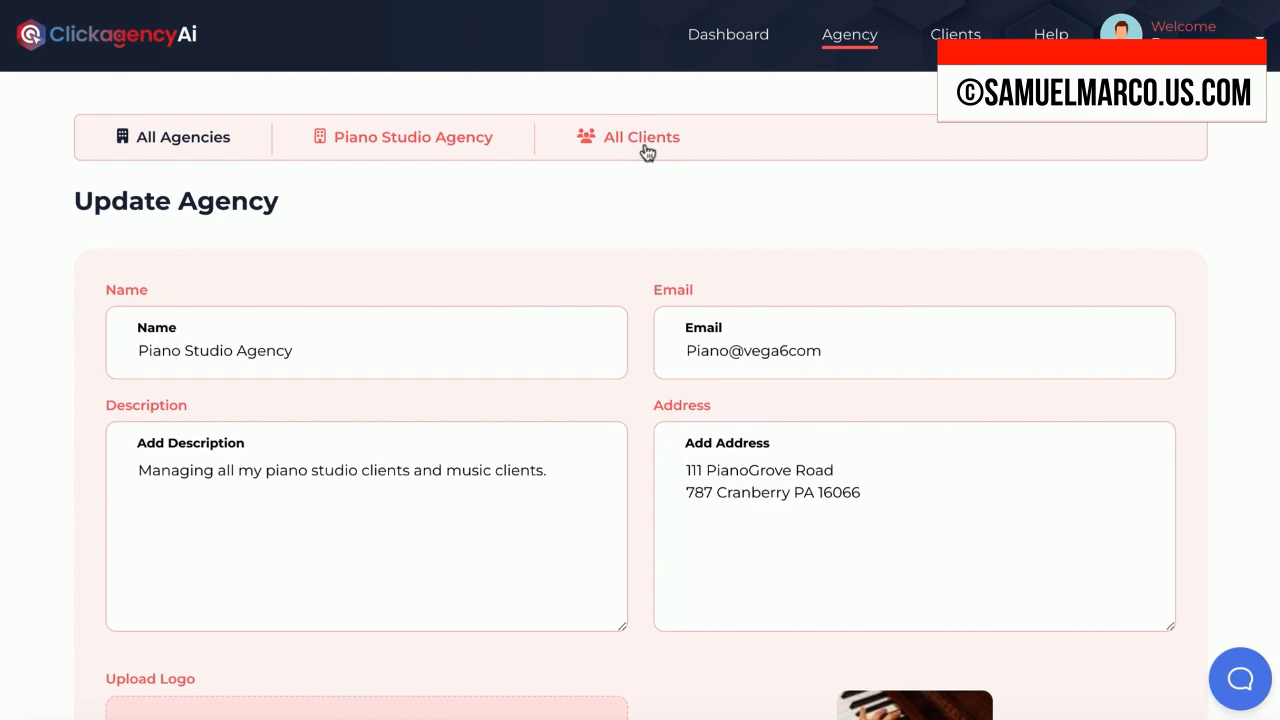 ClickagencyAi
Dashboard
Agency
Clients
Help
Welcome
©SAMUELMARCO.US.COM
All Agencies
Piano Studio Agency
All Clients
Update Agency
Name
Email
Name
Piano Studio Agency
Email
Piano@vega6com
Description
Address
Add Description
Managing all my piano studio clients and music clients.
Add Address
111 PianoGrove Road
787 Cranberry PA 16066
Upload Logo